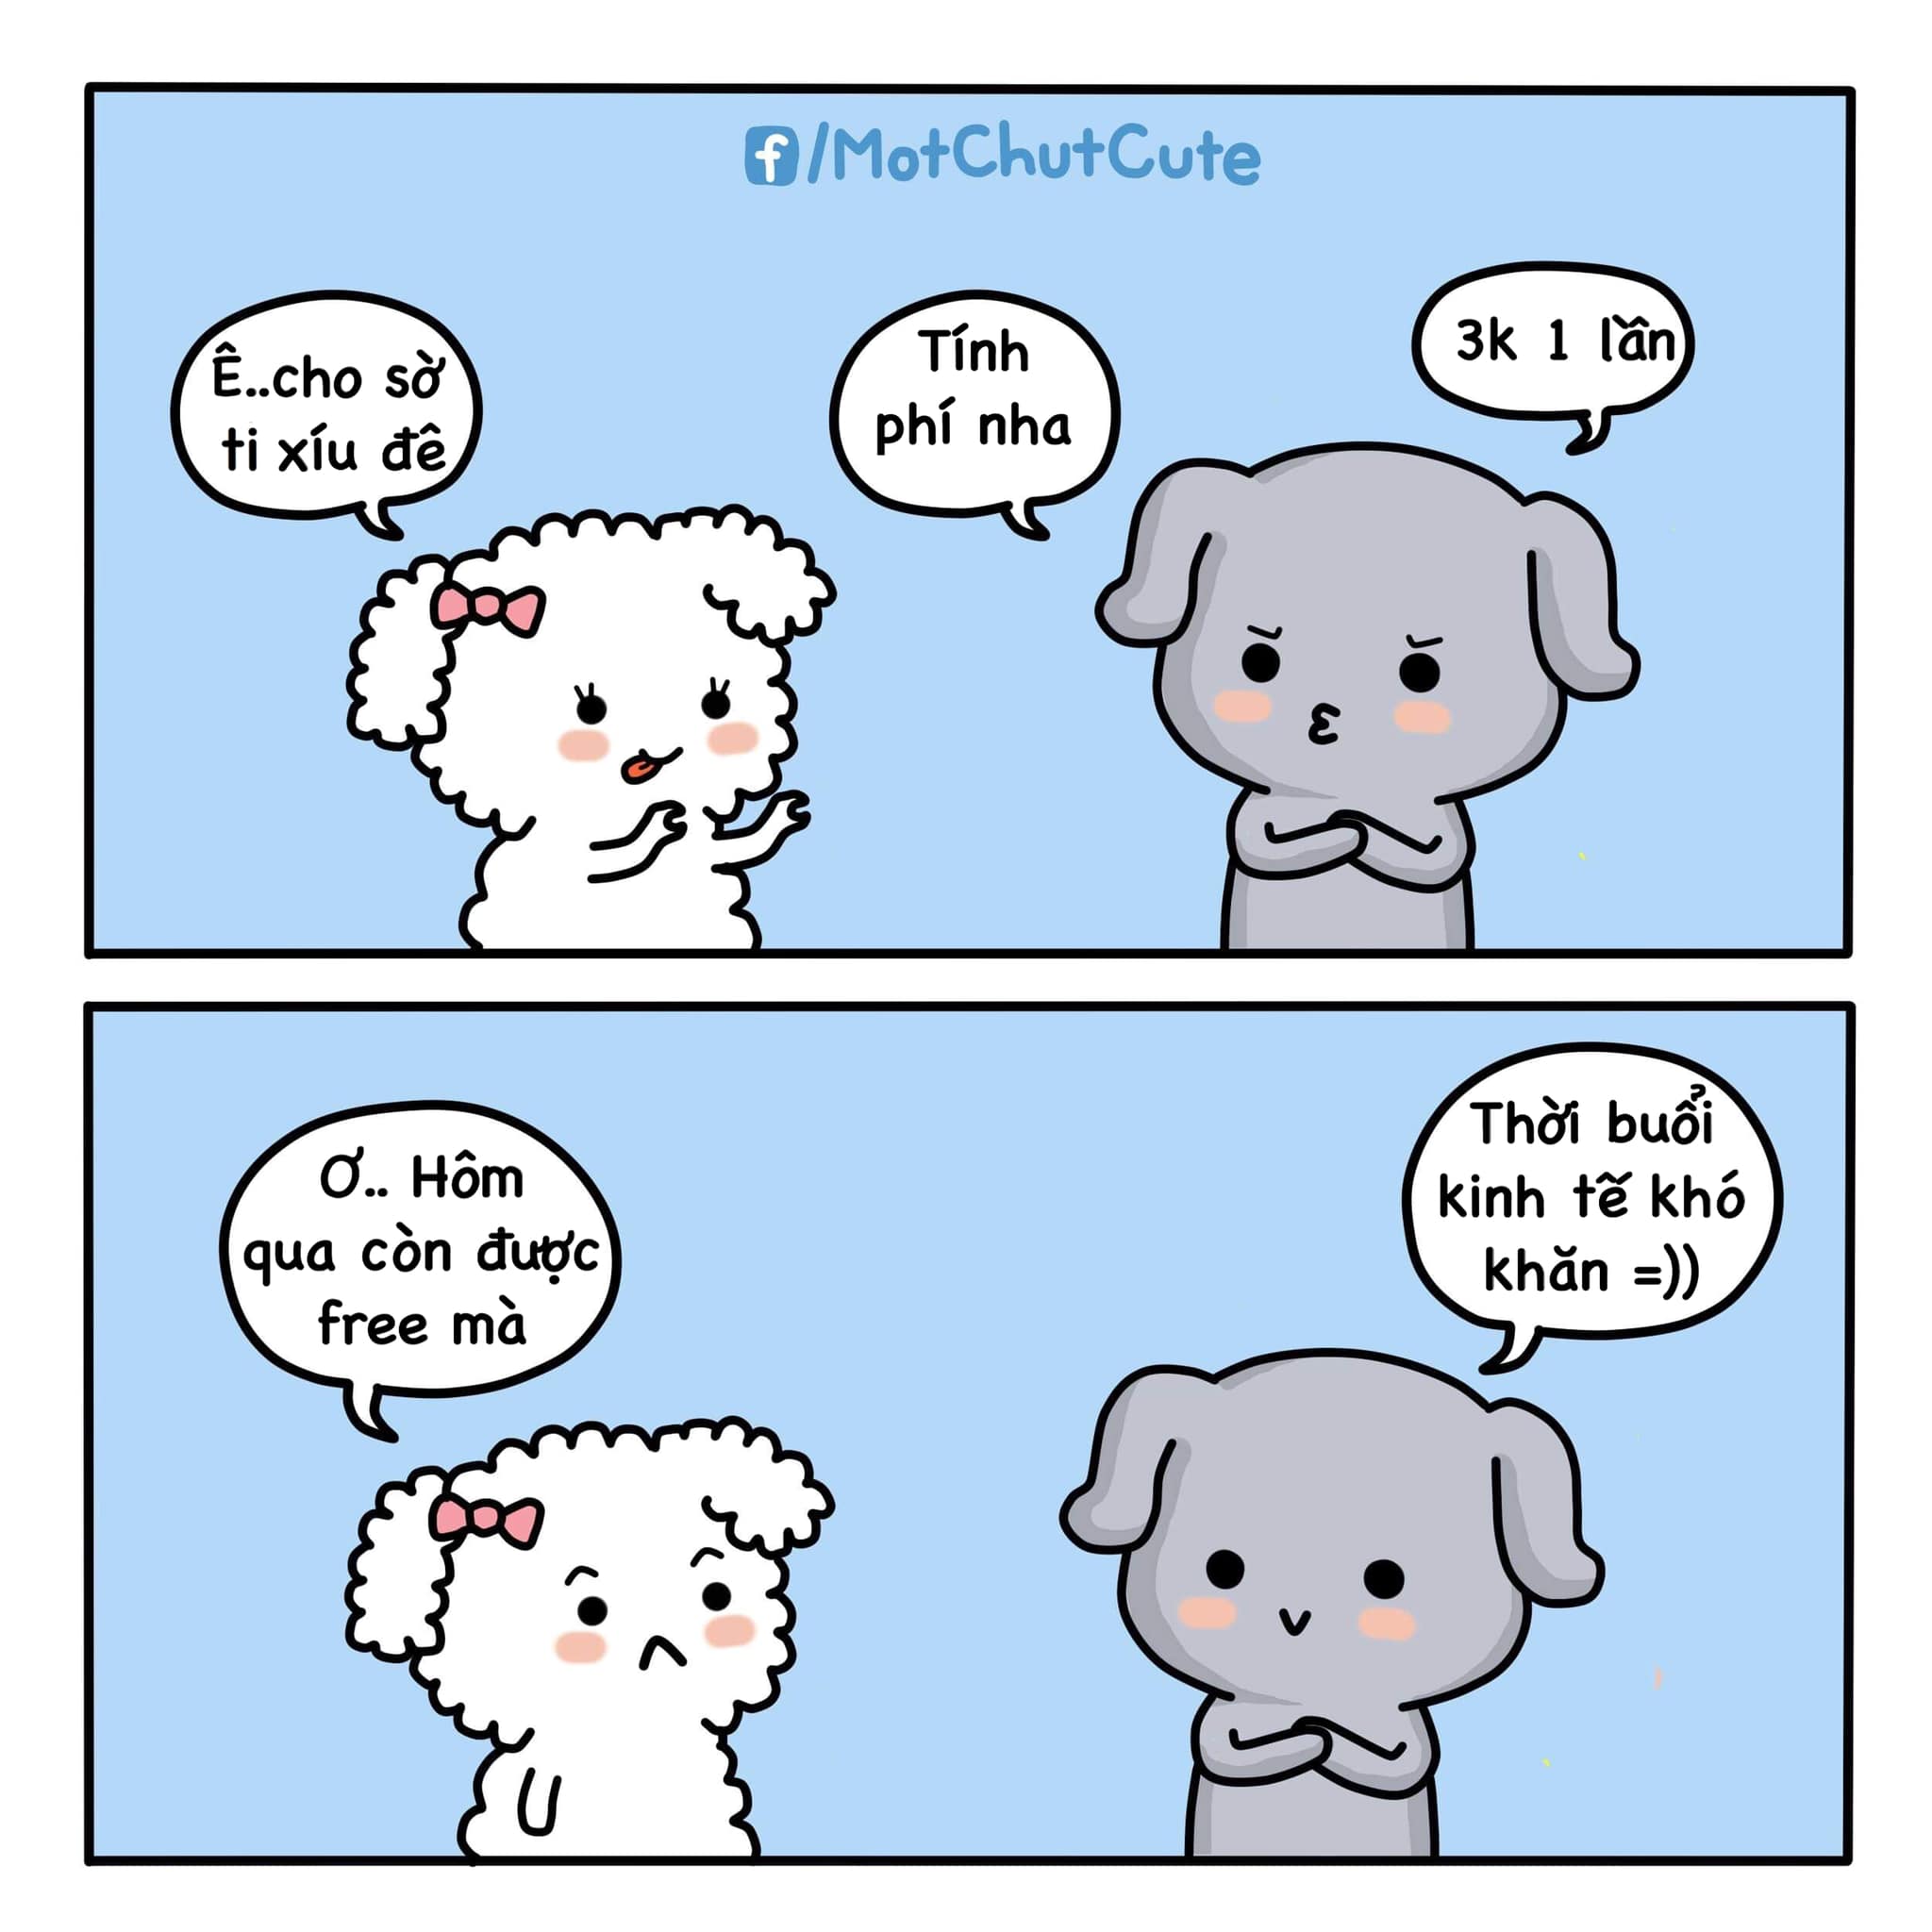 f/MotChutCute
Ê..cho sờ
ti xíu đê
Tính
phí nha
3k 1 lần
Ơ.. Hôm
qua còn được
free mà
Thời buổi
kinh tế khó
khăn =))